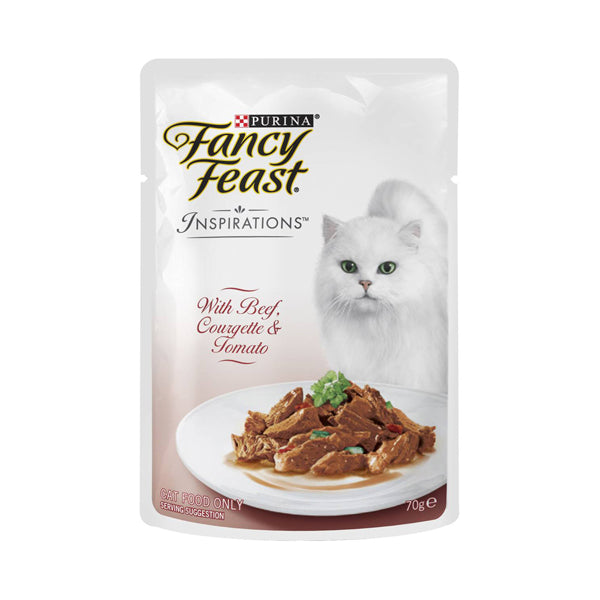 PURINA®
Fancy
Feast®
INSPIRATIONS™
With Beef,
Courgette &
Tomato
CAT FOOD ONLY
SERVING SUGGESTION
70g ℮